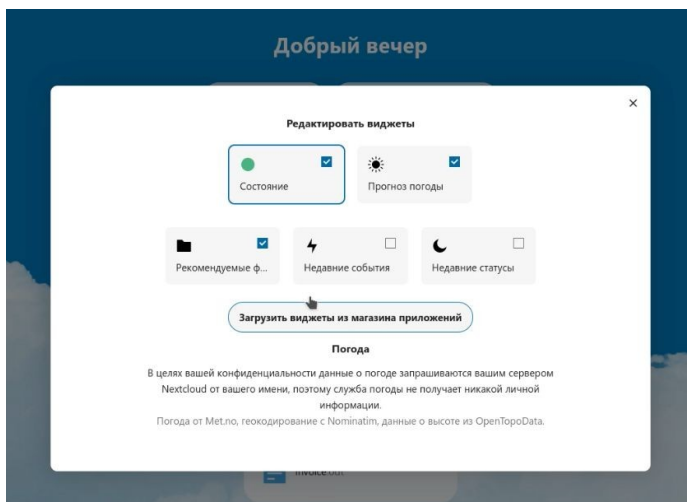 Добрый вечер
Редактировать виджеты
Состояние
Прогноз погоды
Рекомендуемые ф...
Недавние события
Недавние статусы
Загрузить виджеты из магазина приложений
Погода
В целях вашей конфиденциальности данные о погоде запрашиваются вашим сервером
Nextcloud от вашего имени, поэтому служба погоды не получает никакой личной
информации.
Погода от Met.no, геокодирование с Nominatim, данные о высоте из OpenTopoData.
Invoice.odt